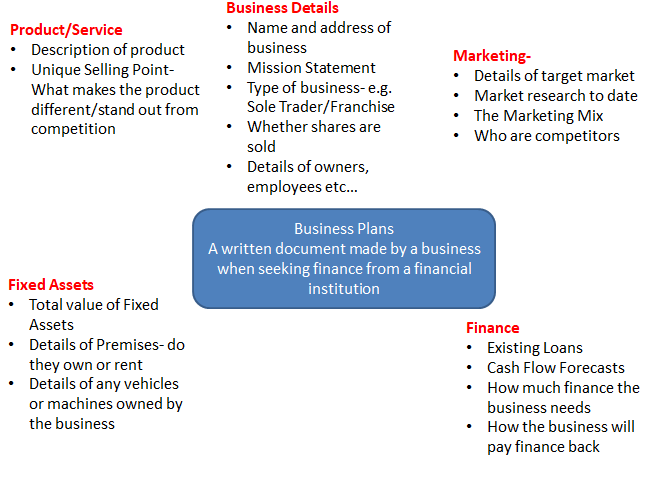 Product/Service
• Description of product
• Unique Selling Point-
What makes the product
different/stand out from
competition
Business Details
• Name and address of
business
• Mission Statement
• Type of business- e.g.
Sole Trader/Franchise
• Whether shares are
sold
• Details of owners,
employees etc...
Marketing-
• Details of target market
• Market research to date
• The Marketing Mix
• Who are competitors
Business Plans
A written document made by a business
when seeking finance from a financial
institution
Fixed Assets
• Total value of Fixed
Assets
• Details of Premises- do
they own or rent
• Details of any vehicles
or machines owned by
the business
Finance
• Existing Loans
• Cash Flow Forecasts
• How much finance the
business needs
• How the business will
pay finance back